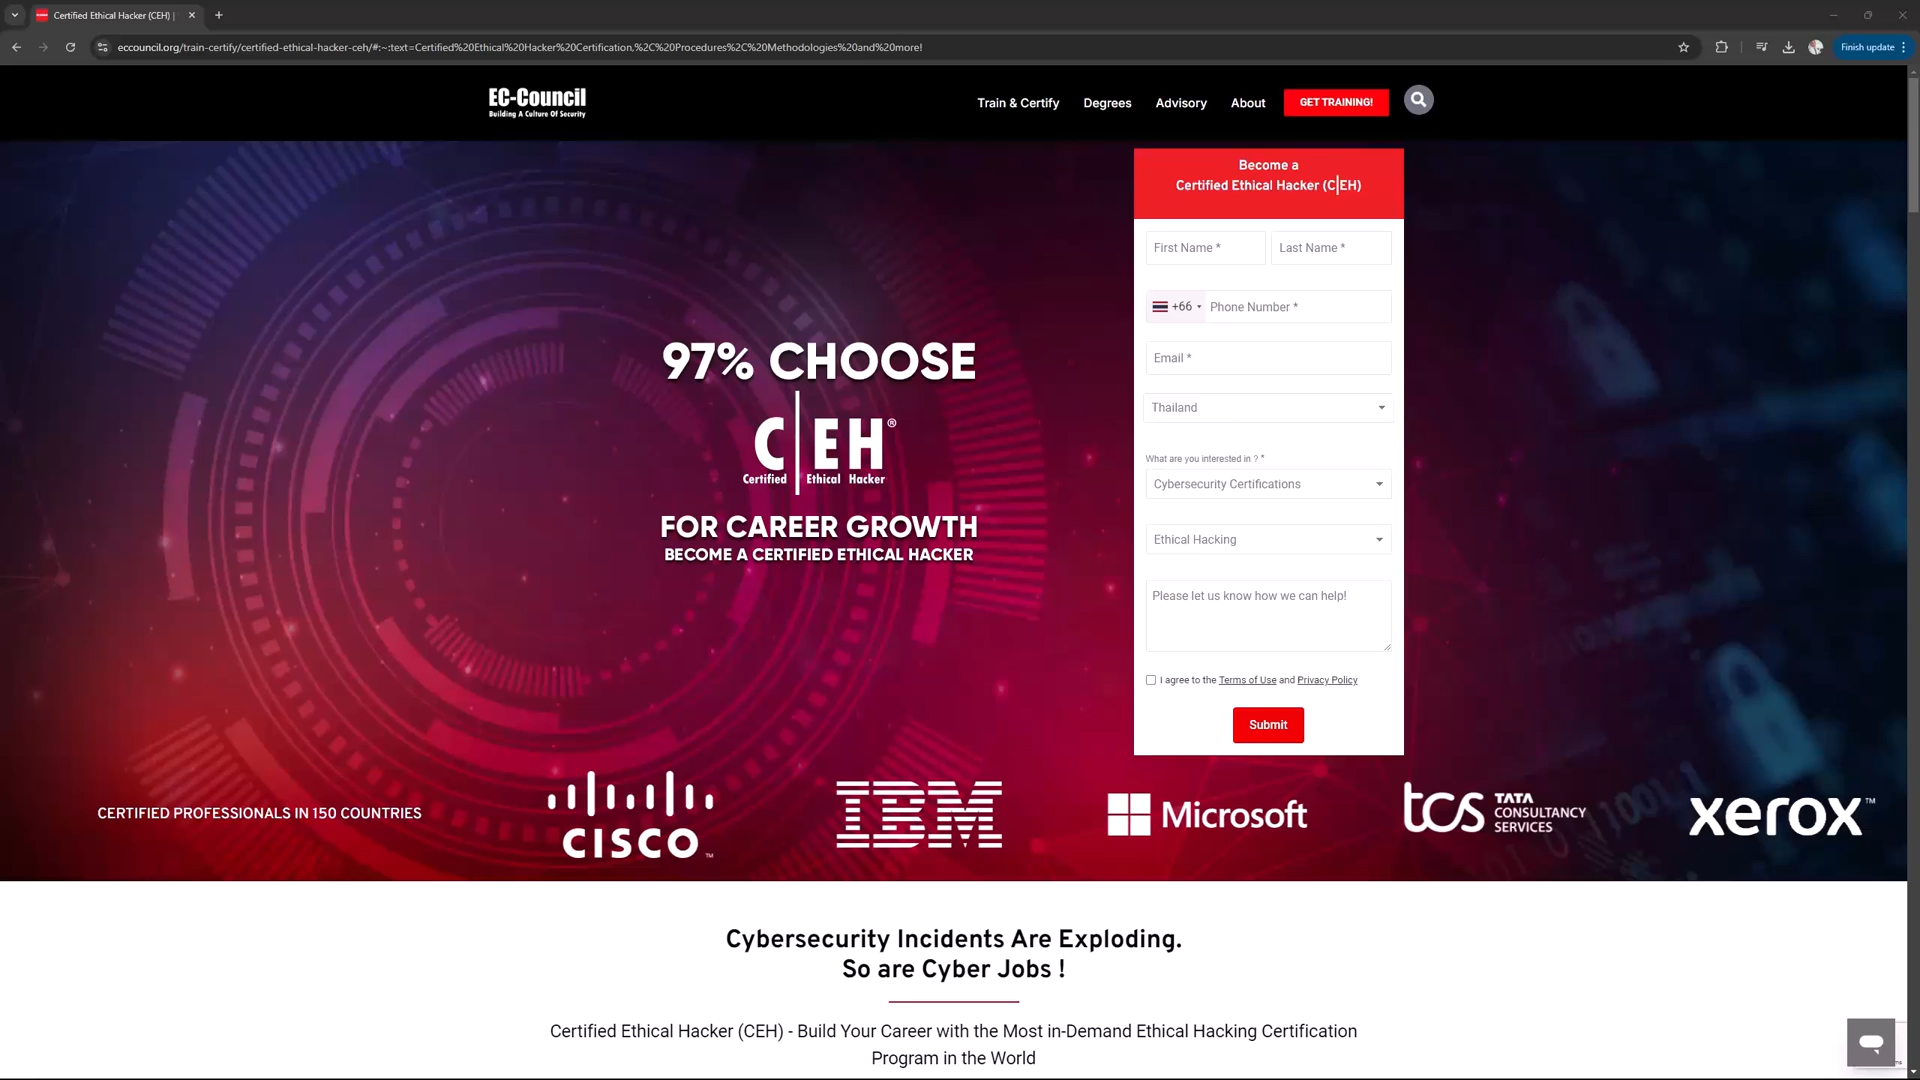 Certified Ethical Hacker (CEH) |
eccouncil.org/train-certify/certified-ethical-hacker-ceh/#:~:text=Certified%20Ethical%20Hacker%20Certification,%2C%20Procedures%2C%20Methodologies%20and%20more!
Finish update
EC-Council
Building A Culture Of Security
Train & Certify
Degrees
Advisory
About
GET TRAINING!
Become a
Certified Ethical Hacker (C|EH)
First Name *
Last Name *
+66
Phone Number *
Email *
Thailand
What are you interested in ? *
Cybersecurity Certifications
Ethical Hacking
Please let us know how we can help!
I agree to the Terms of Use and Privacy Policy
Submit
97% CHOOSE
C|EH®
Certified Ethical Hacker
FOR CAREER GROWTH
BECOME A CERTIFIED ETHICAL HACKER
CERTIFIED PROFESSIONALS IN 150 COUNTRIES
CISCO™
IBM
Microsoft
tcs TATA
CONSULTANCY
SERVICES
xerox™
Cybersecurity Incidents Are Exploding.
So are Cyber Jobs !
Certified Ethical Hacker (CEH) - Build Your Career with the Most in-Demand Ethical Hacking Certification
Program in the World